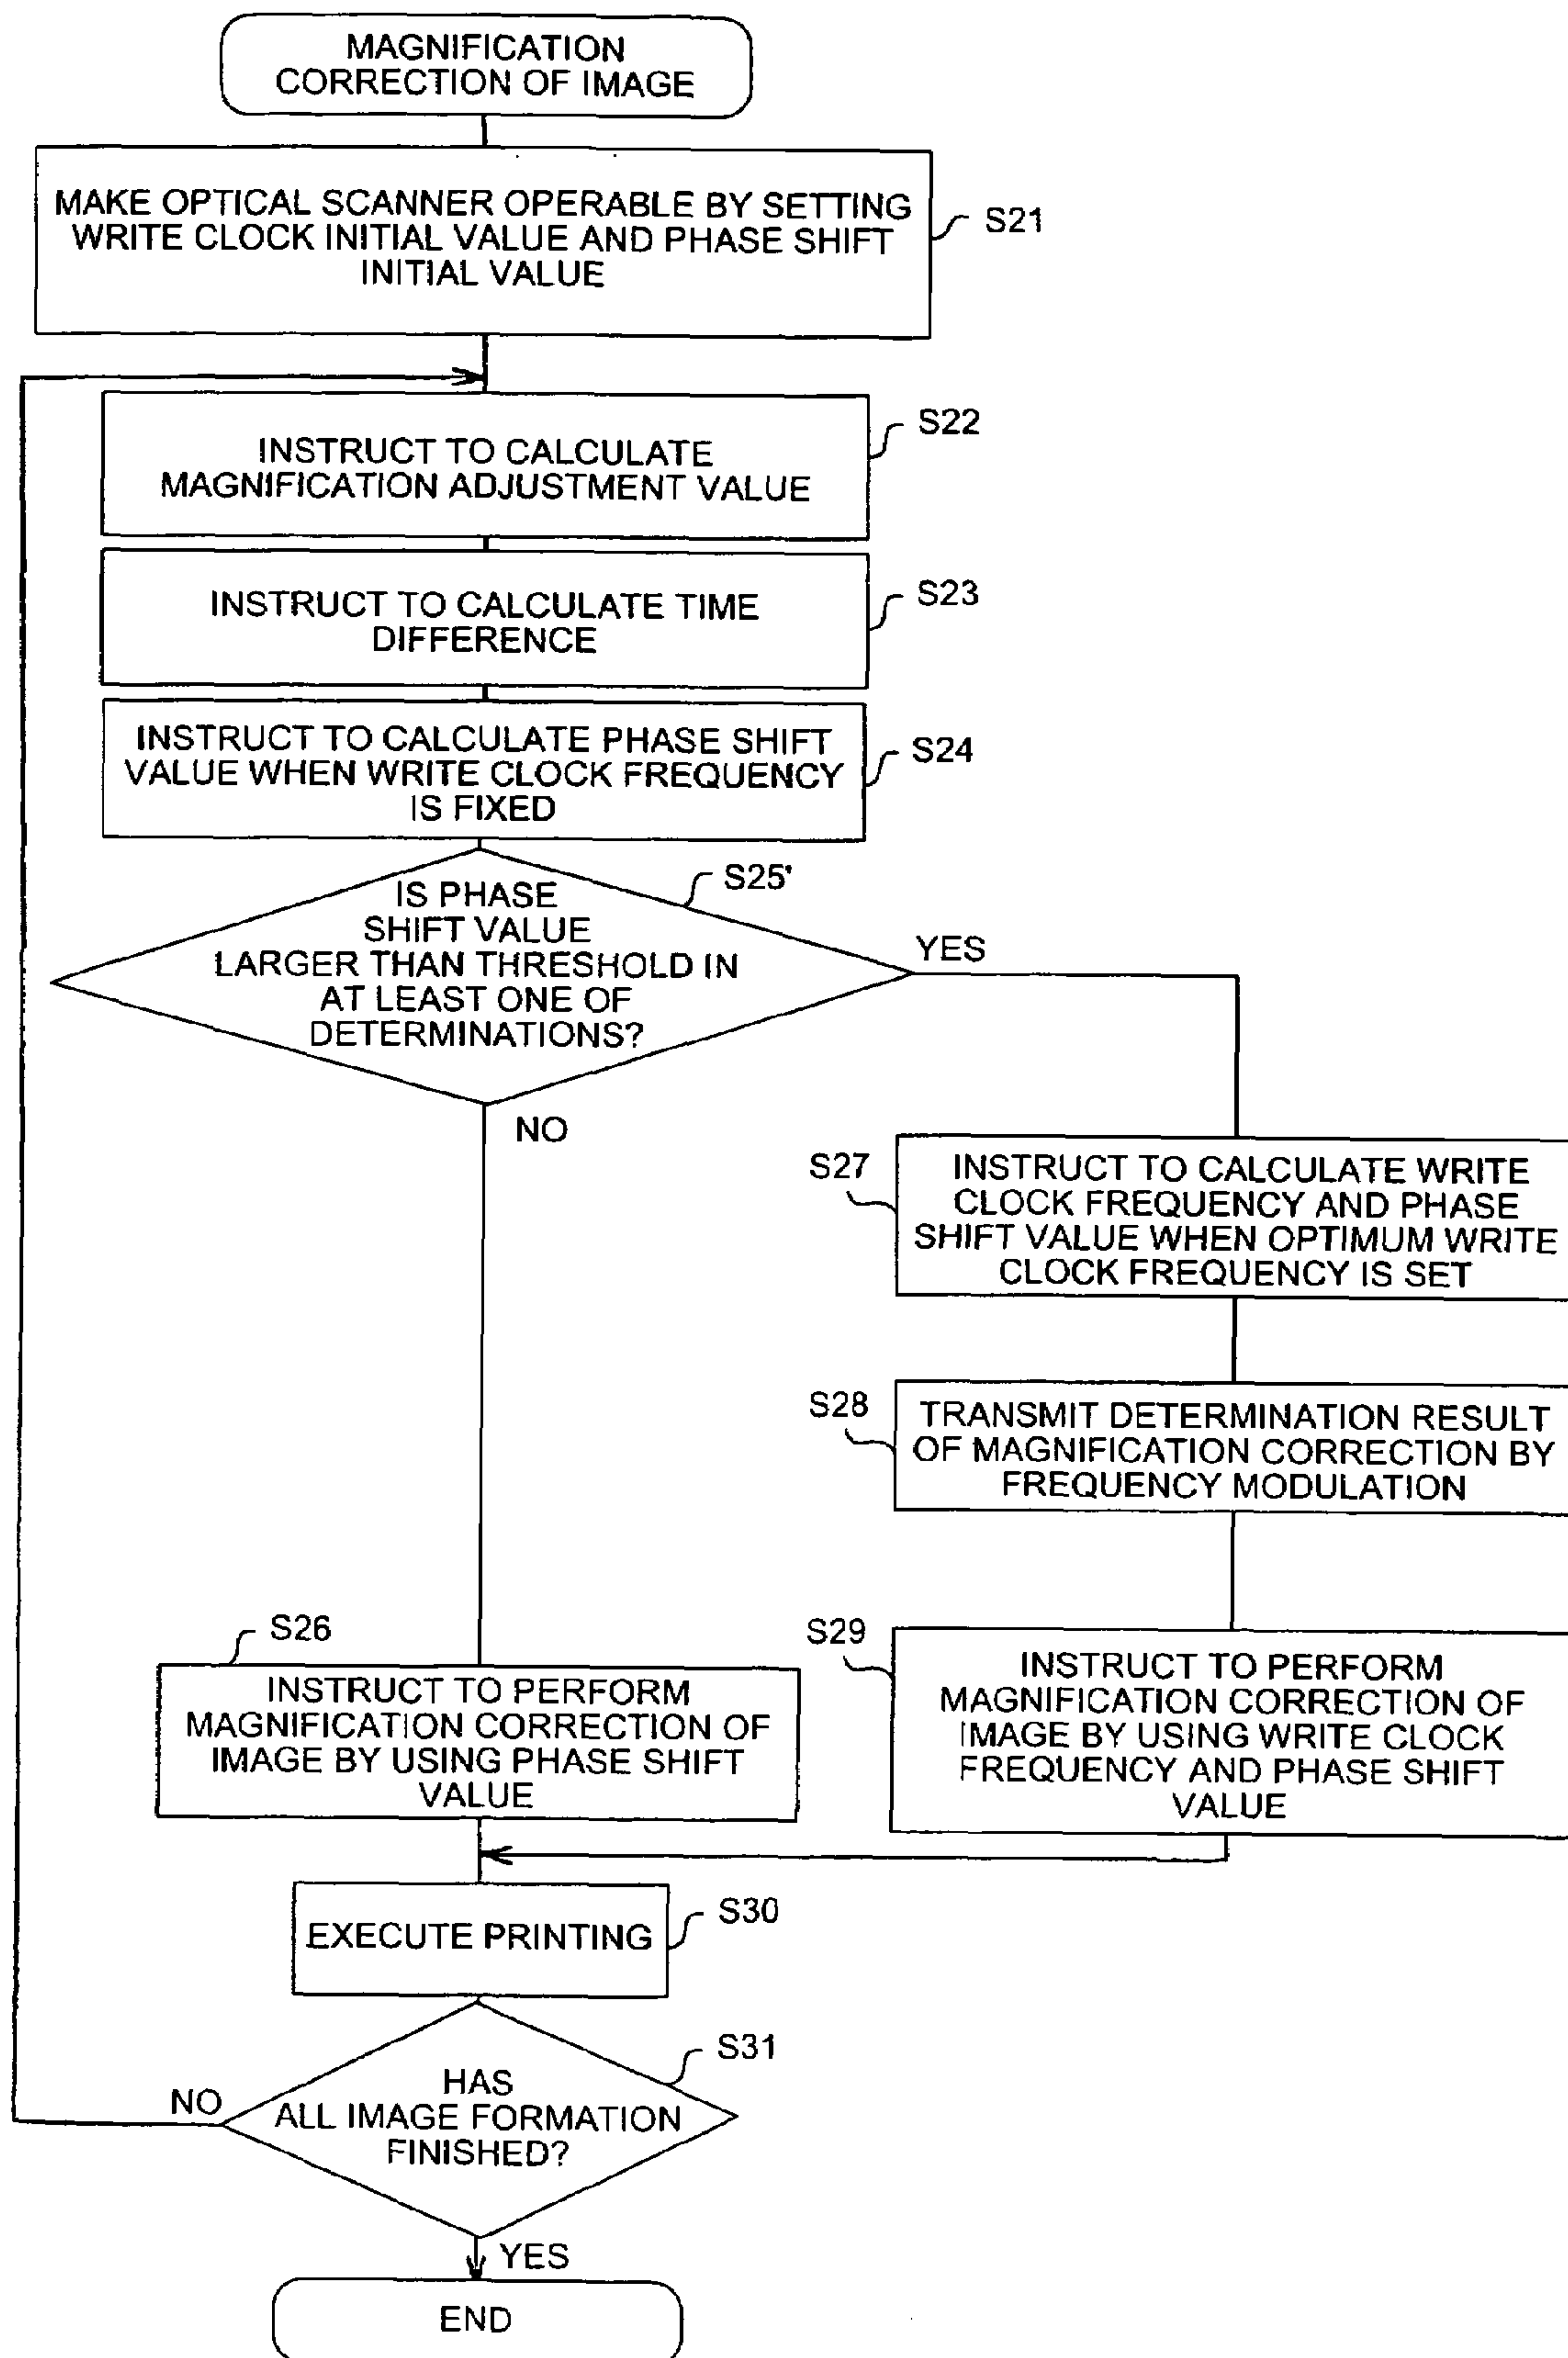 MAGNIFICATION
CORRECTION OF IMAGE
MAKE OPTICAL SCANNER OPERABLE BY SETTING
WRITE CLOCK INITIAL VALUE AND PHASE SHIFT
INITIAL VALUE
S21
S22
INSTRUCT TO CALCULATE
MAGNIFICATION ADJUSTMENT VALUE
S23
INSTRUCT TO CALCULATE TIME
DIFFERENCE
INSTRUCT TO CALCULATE PHASE SHIFT
VALUE WHEN WRITE CLOCK FREQUENCY
IS FIXED
S24
S25'
IS PHASE
SHIFT VALUE
LARGER THAN THRESHOLD IN
AT LEAST ONE OF
DETERMINATIONS?
YES
NO
S27
INSTRUCT TO CALCULATE WRITE
CLOCK FREQUENCY AND PHASE
SHIFT VALUE WHEN OPTIMUM WRITE
CLOCK FREQUENCY IS SET
S28
TRANSMIT DETERMINATION RESULT
OF MAGNIFICATION CORRECTION BY
FREQUENCY MODULATION
S26
INSTRUCT TO PERFORM
MAGNIFICATION CORRECTION OF
IMAGE BY USING PHASE SHIFT
VALUE
S29
INSTRUCT TO PERFORM
MAGNIFICATION CORRECTION OF
IMAGE BY USING WRITE CLOCK
FREQUENCY AND PHASE SHIFT
VALUE
S30
EXECUTE PRINTING
S31
HAS
ALL IMAGE FORMATION
FINISHED?
NO
YES
END